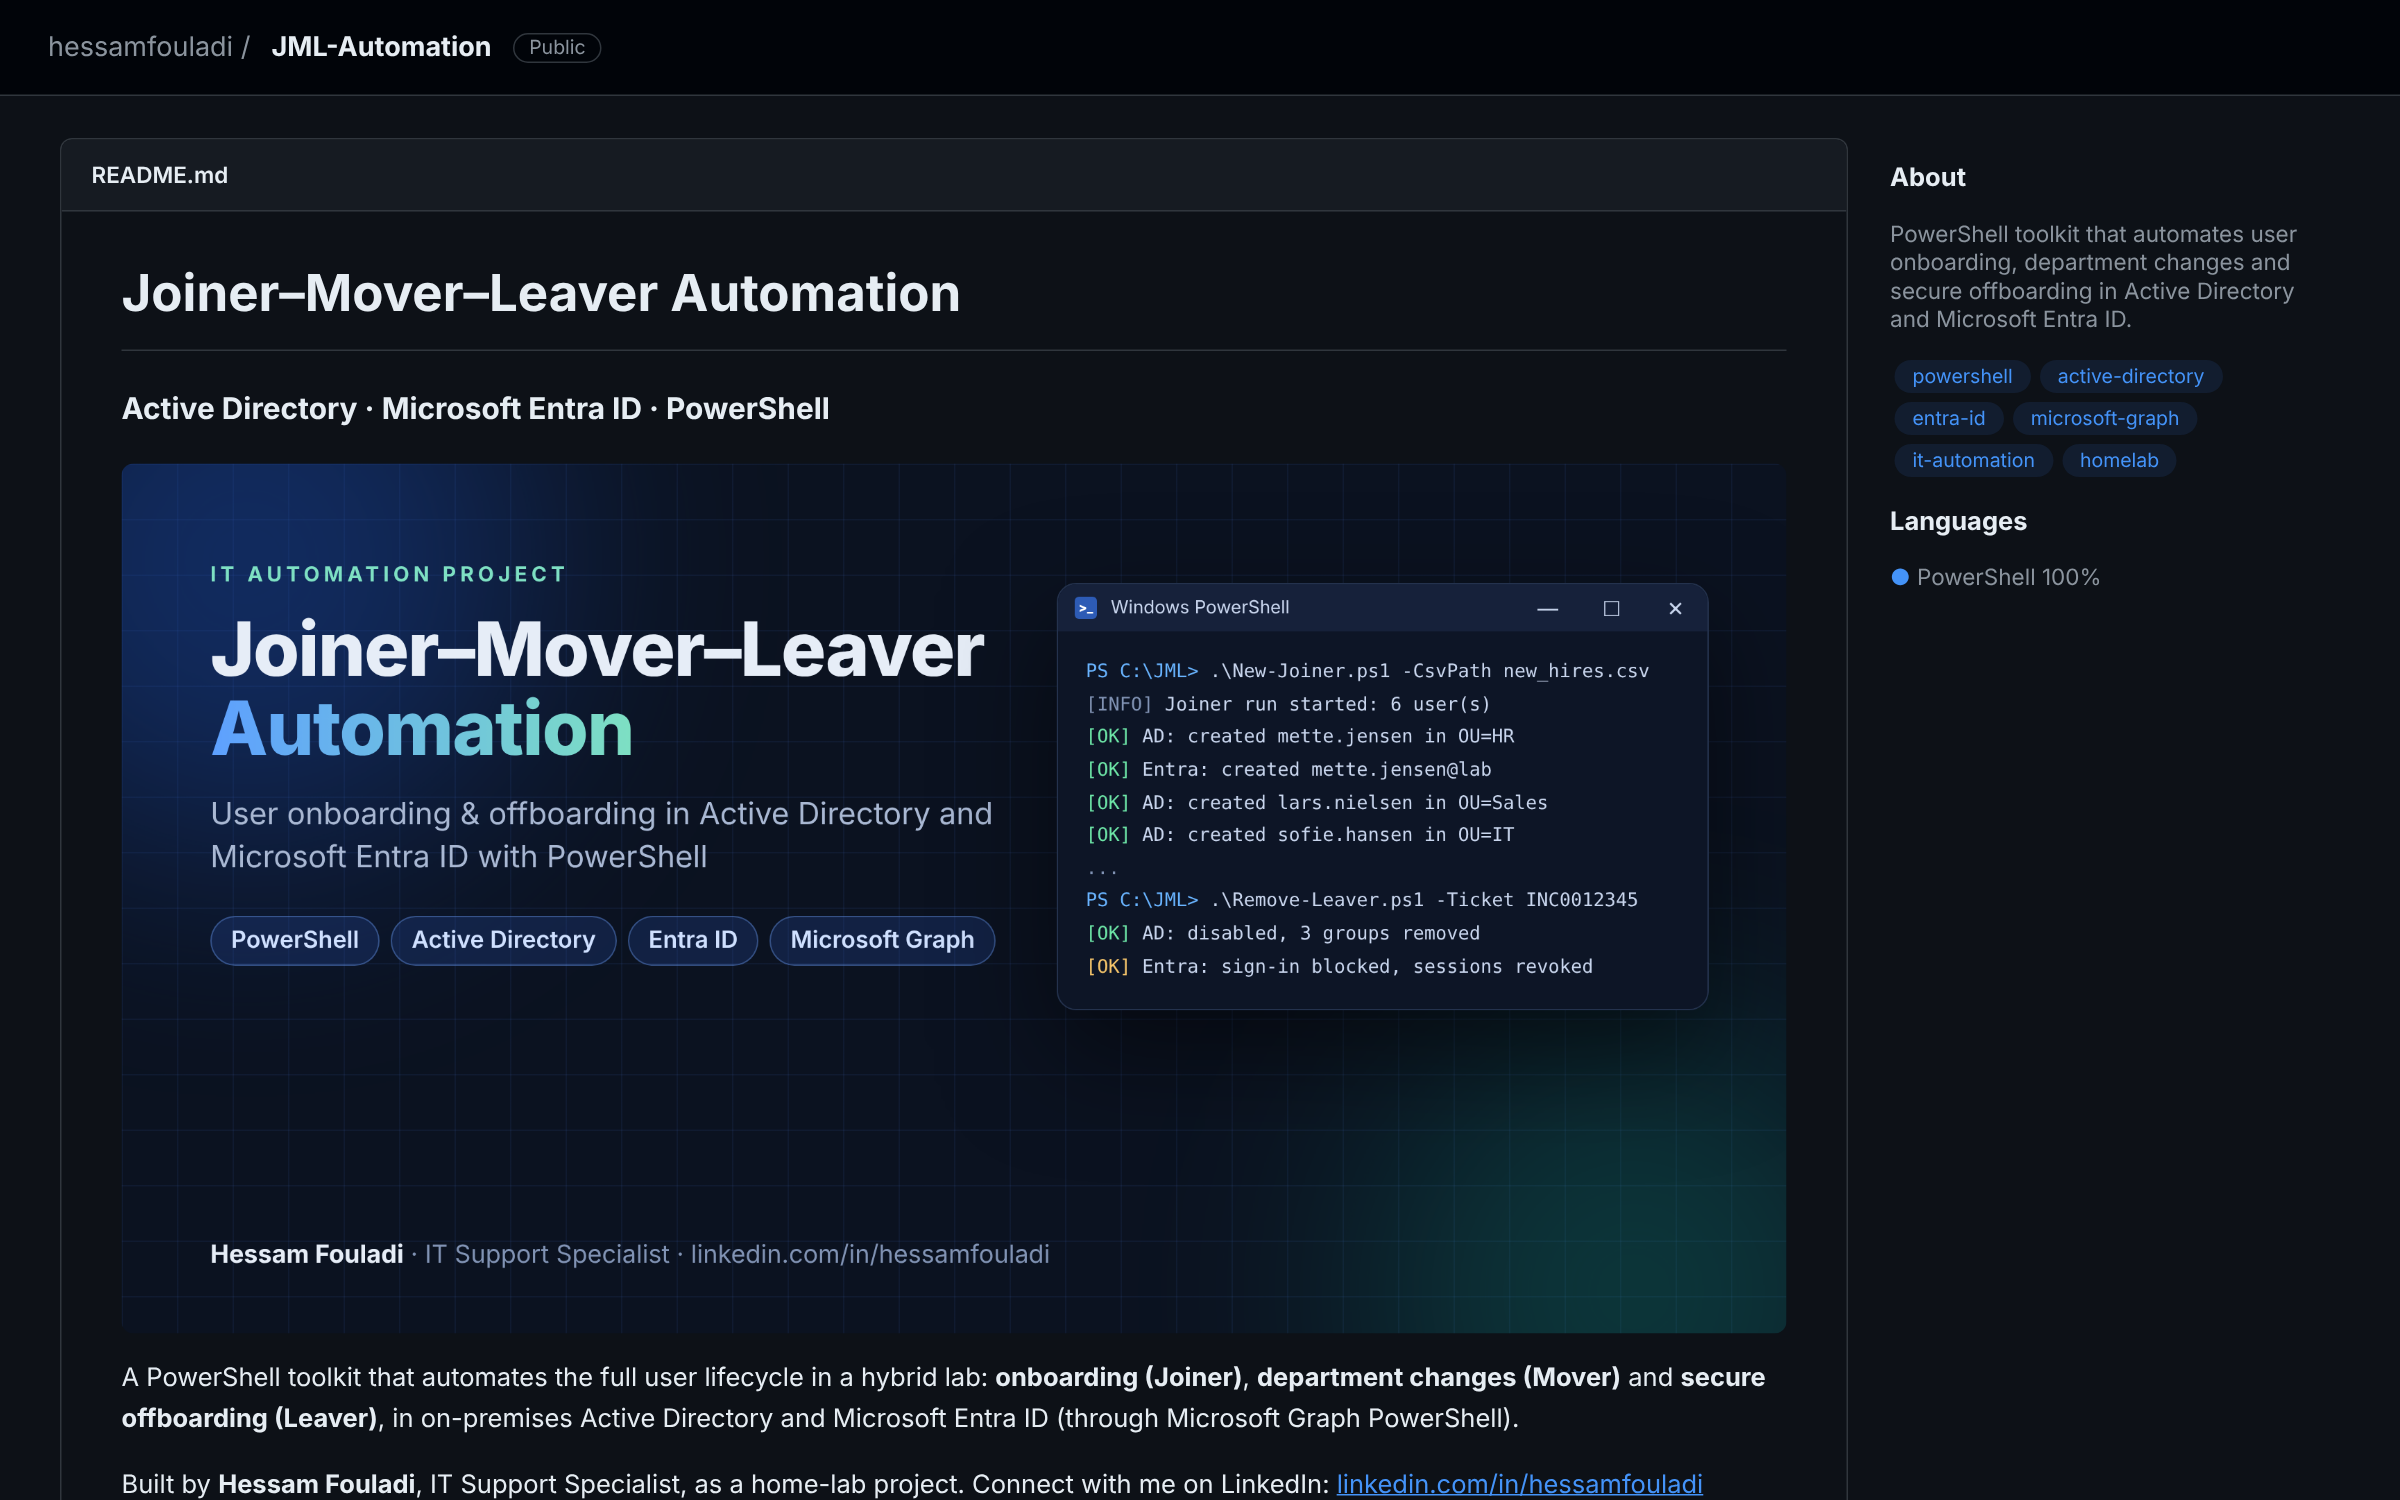 hessamfouladi / JML-Automation Public
README.md
Joiner–Mover–Leaver Automation
Active Directory · Microsoft Entra ID · PowerShell
IT AUTOMATION PROJECT
Joiner–Mover–Leaver
Automation
User onboarding & offboarding in Active Directory and
Microsoft Entra ID with PowerShell
PowerShell Active Directory Entra ID Microsoft Graph
>_ Windows PowerShell
PS C:\JML> .\New-Joiner.ps1 -CsvPath new_hires.csv
[INFO] Joiner run started: 6 user(s)
[OK] AD: created mette.jensen in OU=HR
[OK] Entra: created mette.jensen@lab
[OK] AD: created lars.nielsen in OU=Sales
[OK] AD: created sofie.hansen in OU=IT
...
PS C:\JML> .\Remove-Leaver.ps1 -Ticket INC0012345
[OK] AD: disabled, 3 groups removed
[OK] Entra: sign-in blocked, sessions revoked
Hessam Fouladi · IT Support Specialist · linkedin.com/in/hessamfouladi
A PowerShell toolkit that automates the full user lifecycle in a hybrid lab: onboarding (Joiner), department changes (Mover) and secure
offboarding (Leaver), in on-premises Active Directory and Microsoft Entra ID (through Microsoft Graph PowerShell).
Built by Hessam Fouladi, IT Support Specialist, as a home-lab project. Connect with me on LinkedIn: linkedin.com/in/hessamfouladi
About
PowerShell toolkit that automates user
onboarding, department changes and
secure offboarding in Active Directory
and Microsoft Entra ID.
powershell active-directory
entra-id microsoft-graph
it-automation homelab
Languages
PowerShell 100%